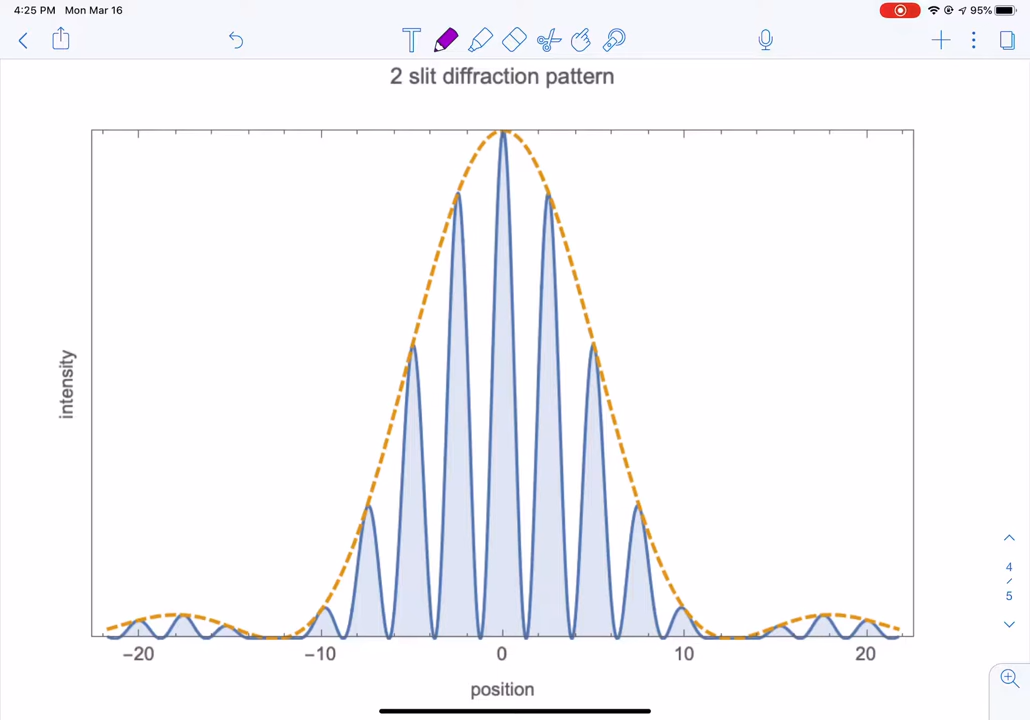 4:25 PM Mon Mar 16
95%
T
2 slit diffraction pattern
intensity
4
/
5
−20 −10 0 10 20
position